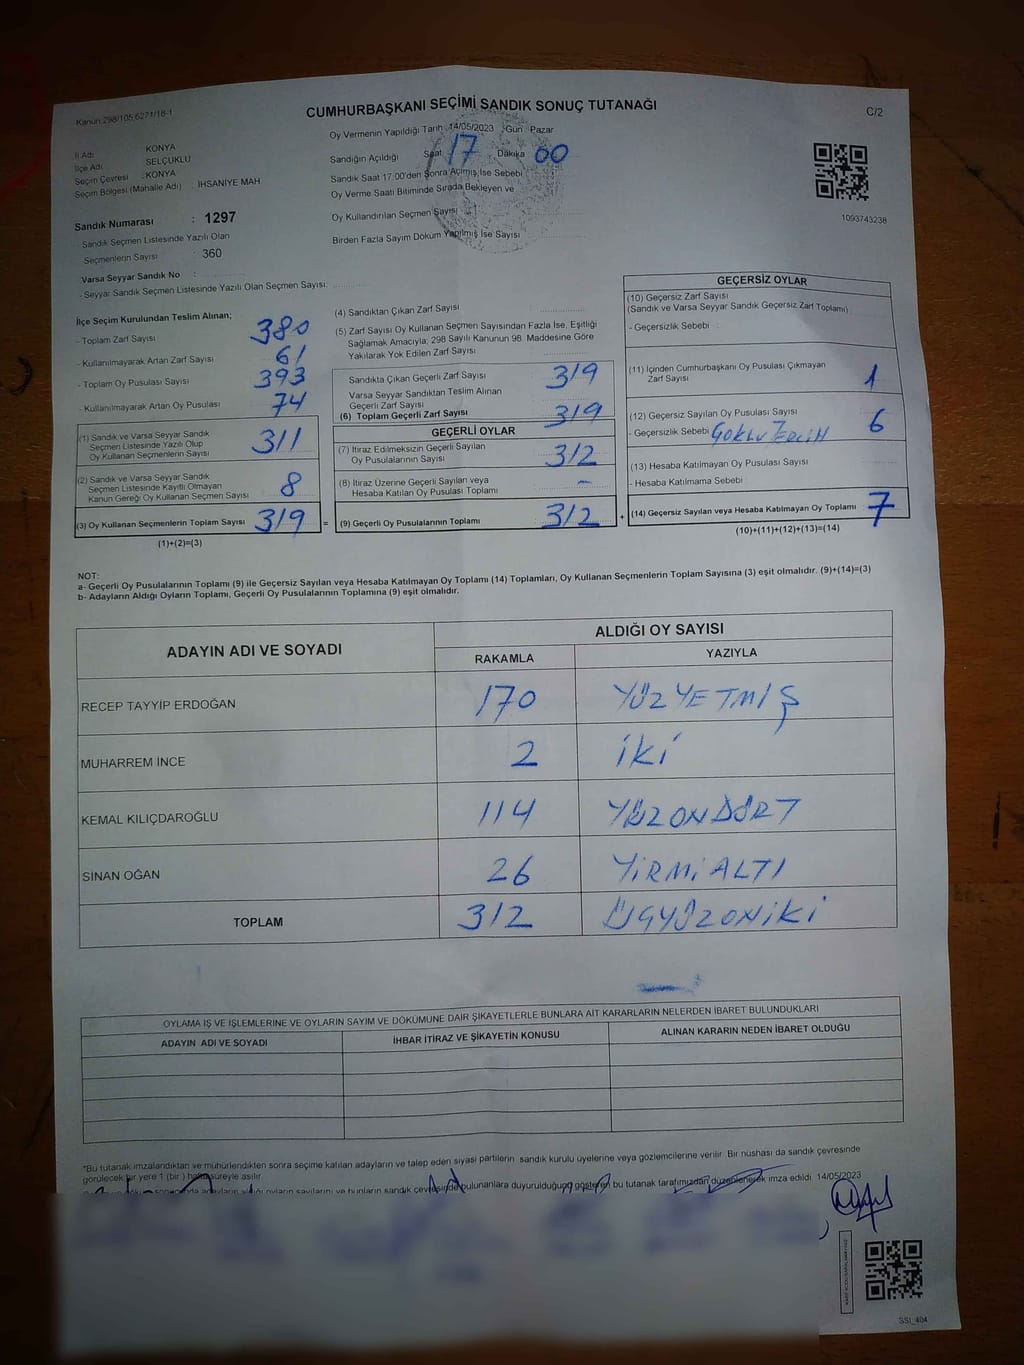 Kanun:298/105;6271/16-1
CUMHURBAŞKANI SEÇİMİ SANDIK SONUÇ TUTANAĞI
C/2
İl Adı : KONYA
İlçe Adı : SELÇUKLU
Seçim Çevresi : KONYA
Seçim Bölgesi (Mahalle Adı) : İHSANİYE MAH
Sandık Numarası : 1297
- Sandık Seçmen Listesinde Yazılı Olan
Seçmenlerin Sayısı : 360
Varsa Seyyar Sandık No :
- Seyyar Sandık Seçmen Listesinde Yazılı Olan Seçmen Sayısı:
Oy Vermenin Yapıldığı Tarih :14/05/2023 Gün : Pazar
Sandığın Açıldığı Saat 17 Dakika 00
Sandık Saat 17.00'den Sonra Açılmış İse Sebebi
Oy Verme Saati Bitiminde Sırada Bekleyen ve
Oy Kullandırılan Seçmen Sayısı
Birden Fazla Sayım Döküm Yapılmış İse Sayısı
1093743238
İlçe Seçim Kurulundan Teslim Alınan;
- Toplam Zarf Sayısı 380
- Kullanılmayarak Artan Zarf Sayısı 61
- Toplam Oy Pusulası Sayısı 393
- Kullanılmayarak Artan Oy Pusulası 74
(1) Sandık ve Varsa Seyyar Sandık
Seçmen Listesinde Yazılı Olup
Oy Kullanan Seçmenlerin Sayısı 311
(2) Sandık ve Varsa Seyyar Sandık
Seçmen Listesinde Kayıtlı Olmayan
Kanun Gereği Oy Kullanan Seçmen Sayısı 8
(3) Oy Kullanan Seçmenlerin Toplam Sayısı 319 =
(1)+(2)=(3)
(4) Sandıktan Çıkan Zarf Sayısı
(5) Zarf Sayısı Oy Kullanan Seçmen Sayısından Fazla İse, Eşitliği
Sağlamak Amacıyla; 298 Sayılı Kanunun 98. Maddesine Göre
Yakılarak Yok Edilen Zarf Sayısı
Sandıkta Çıkan Geçerli Zarf Sayısı 319
Varsa Seyyar Sandıktan Teslim Alınan
Geçerli Zarf Sayısı
(6) Toplam Geçerli Zarf Sayısı 319
GEÇERLİ OYLAR
(7) İtiraz Edilmeksizin Geçerli Sayılan
Oy Pusulalarının Sayısı 312
(8) İtiraz Üzerine Geçerli Sayılan veya
Hesaba Katılan Oy Pusulası Toplamı -
(9) Geçerli Oy Pusulalarının Toplamı 312 +
GEÇERSİZ OYLAR
(10) Geçersiz Zarf Sayısı
(Sandık ve Varsa Seyyar Sandık Geçersiz Zarf Toplamı)
- Geçersizlik Sebebi
(11) İçinden Cumhurbaşkanı Oy Pusulası Çıkmayan
Zarf Sayısı 1
(12) Geçersiz Sayılan Oy Pusulası Sayısı 6
- Geçersizlik Sebebi
(13) Hesaba Katılmayan Oy Pusulası Sayısı
- Hesaba Katılmama Sebebi
(14) Geçersiz Sayılan veya Hesaba Katılmayan Oy Toplamı 7
(10)+(11)+(12)+(13)=(14)
NOT:
a- Geçerli Oy Pusulalarının Toplamı (9) ile Geçersiz Sayılan veya Hesaba Katılmayan Oy Toplamı (14) Toplamları, Oy Kullanan Seçmenlerin Toplam Sayısına (3) eşit olmalıdır. (9)+(14)=(3)
b- Adayların Aldığı Oyların Toplamı, Geçerli Oy Pusulalarının Toplamına (9) eşit olmalıdır.
ADAYIN ADI VE SOYADI
ALDIĞI OY SAYISI
RAKAMLA YAZIYLA
RECEP TAYYİP ERDOĞAN 170 YÜZYETMİŞ
MUHARREM İNCE 2 İKİ
KEMAL KILIÇDAROĞLU 114 YÜZONDÖRT
SİNAN OĞAN 26 YİRMİALTI
TOPLAM 312 ÜÇYÜZONİKİ
OYLAMA İŞ VE İŞLEMLERİNE VE OYLARIN SAYIM VE DÖKÜMÜNE DAİR ŞİKAYETLERLE BUNLARA AİT KARARLARIN NELERDEN İBARET BULUNDUKLARI
ADAYIN ADI VE SOYADI İHBAR İTİRAZ VE ŞİKAYETİN KONUSU ALINAN KARARIN NEDEN İBARET OLDUĞU
*Bu tutanak imzalandıktan ve mühürlendikten sonra seçime katılan adayların ve talep eden siyasi partilerin sandık kurulu üyelerine veya gözlemcilerine verilir. Bir nüshası da sandık çevresinde
görülecek bir yere 1 (bir) hafta süreyle asılır.
adayların aldığı oyların sayılarını ve bunların sandık çevresinde bulunanlara duyurulduğunu gösteren bu tutanak tarafımızdan düzenlenerek imza edildi. 14/05/2023
SSI_404